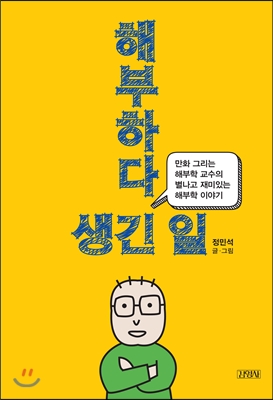 해부하다
생긴 일
만화 그리는
해부학 교수의
별나고 재미있는
해부학 이야기
정민석
글·그림
김영사